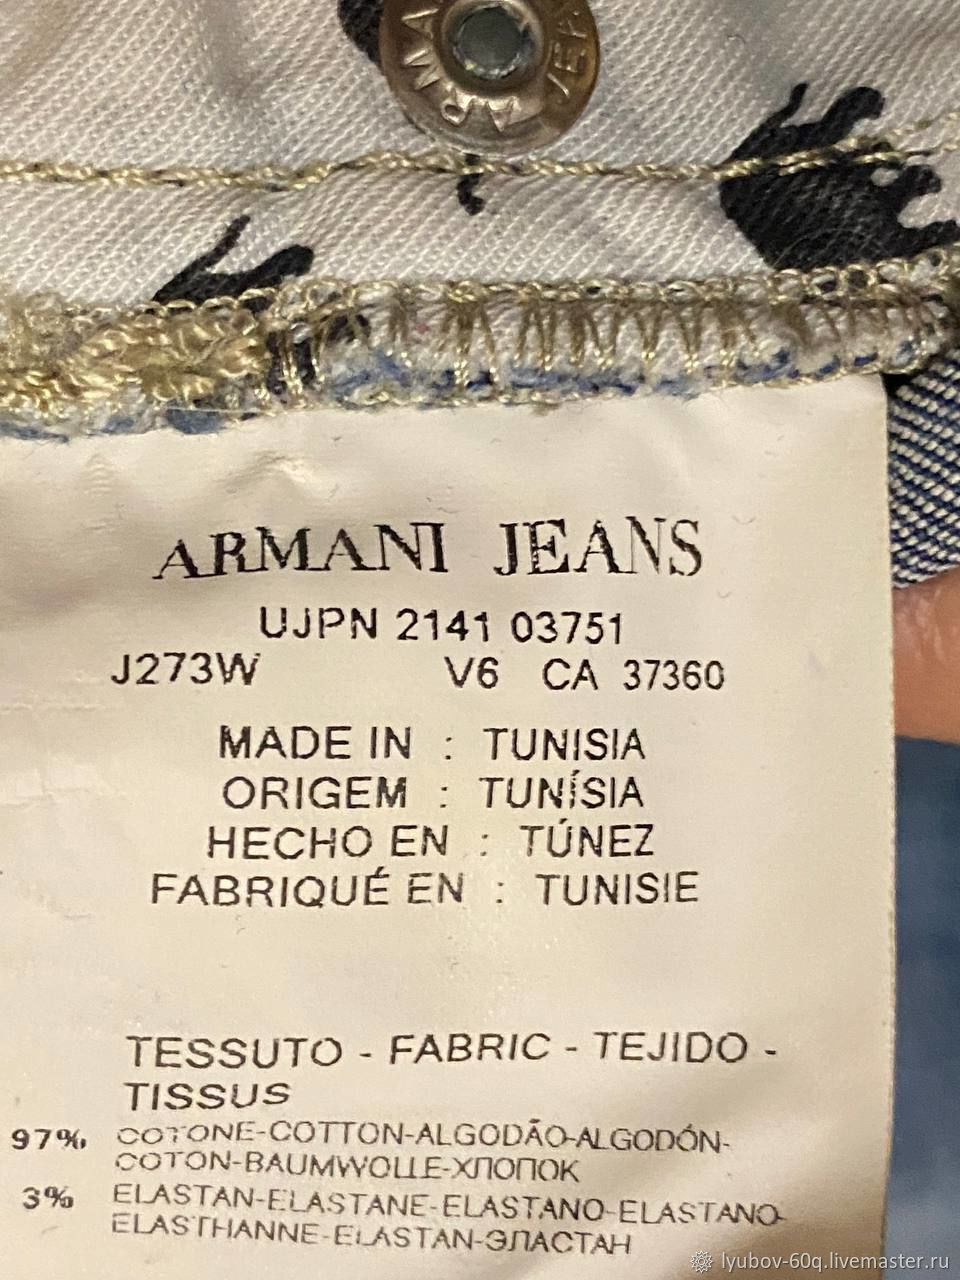 ARMA
JEA
ARMANI JEANS
UJPN 2141 03751
J273W V6 CA 37360
MADE IN : TUNISIA
ORIGEM : TUNÍSIA
HECHO EN : TÚNEZ
FABRIQUÉ EN : TUNISIE
TESSUTO - FABRIC - TEJIDO -
TISSUS
97% COTONE-COTTON-ALGODÃO-ALGODÓN-
COTON-BAUMWOLLE-ХЛОПОК
3% ELASTAN-ELASTANE-ELASTANO-ELASTANO-
ELASTHANNE-ELASTAN-ЭЛАСТАН
lyubov-60q.livemaster.ru